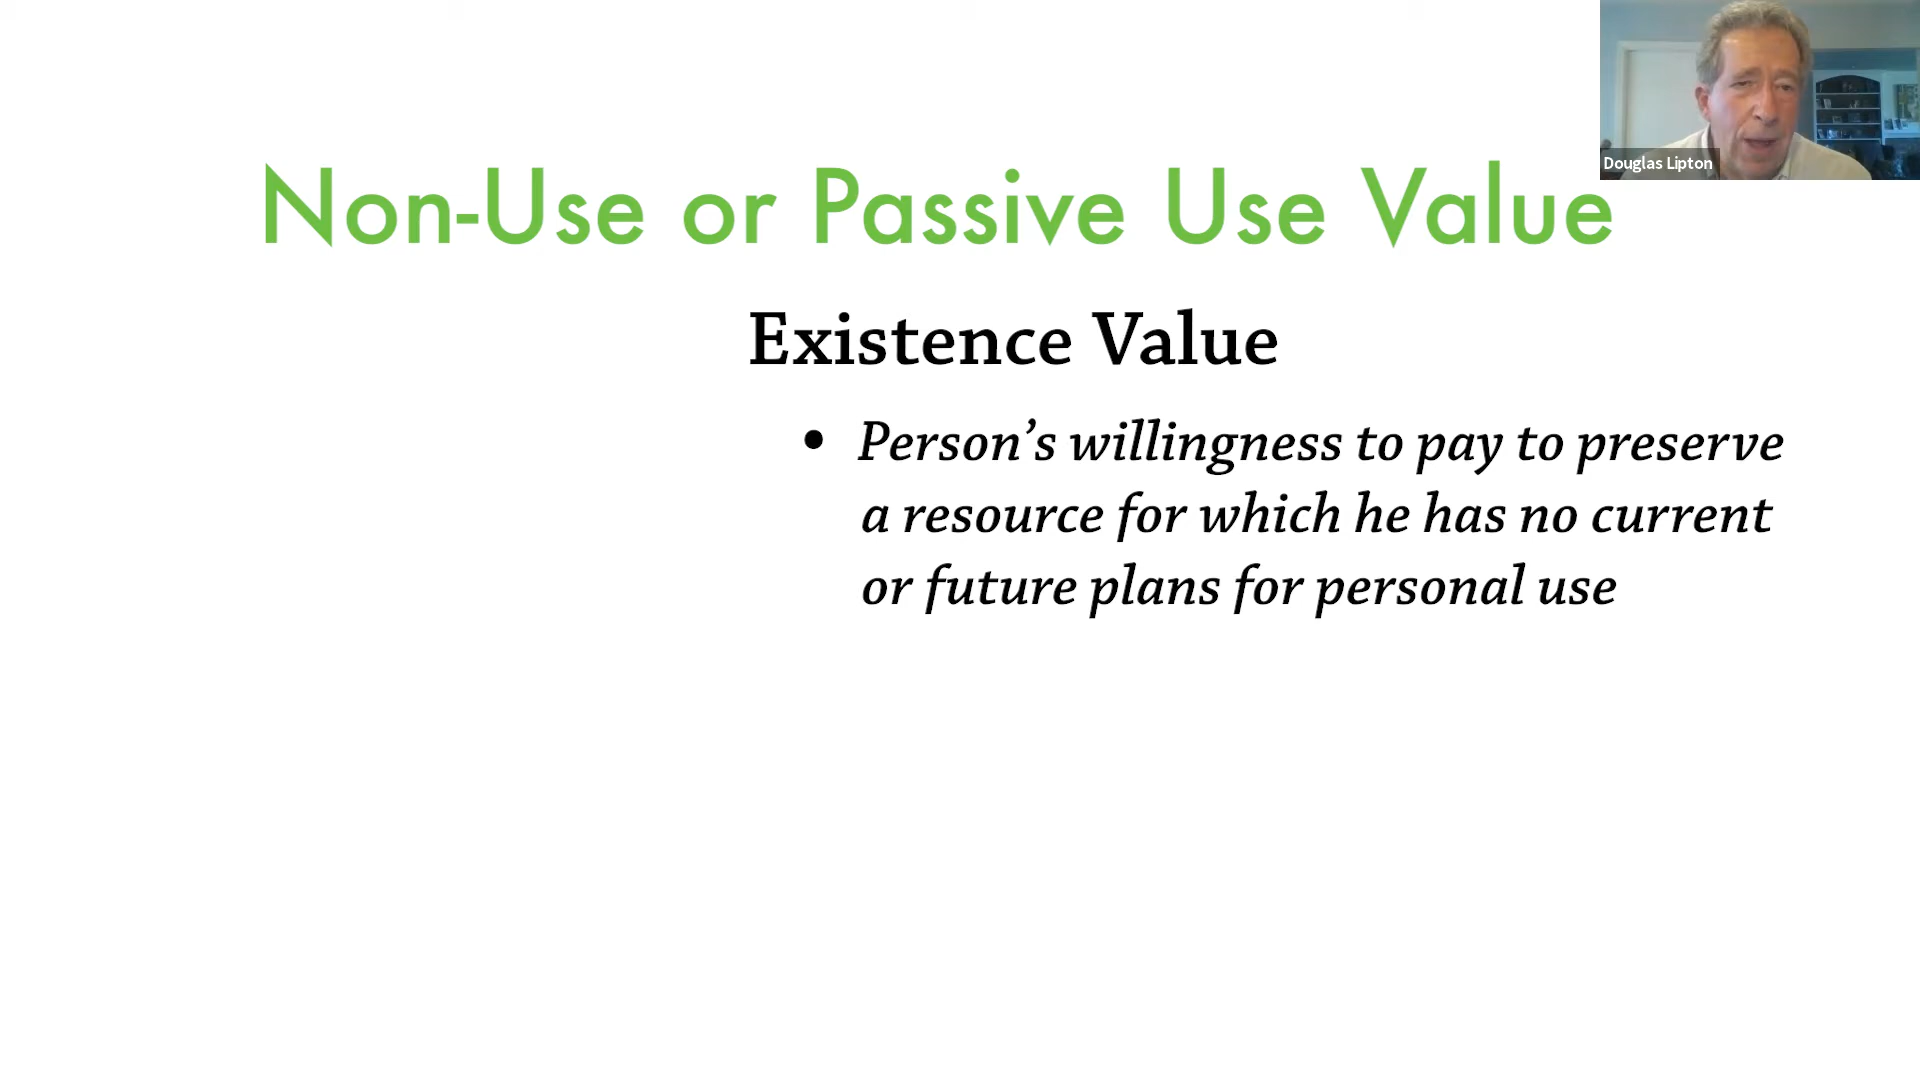 Douglas Lipton
Non-Use or Passive Use Value
Existence Value
• Person’s willingness to pay to preserve
a resource for which he has no current
or future plans for personal use